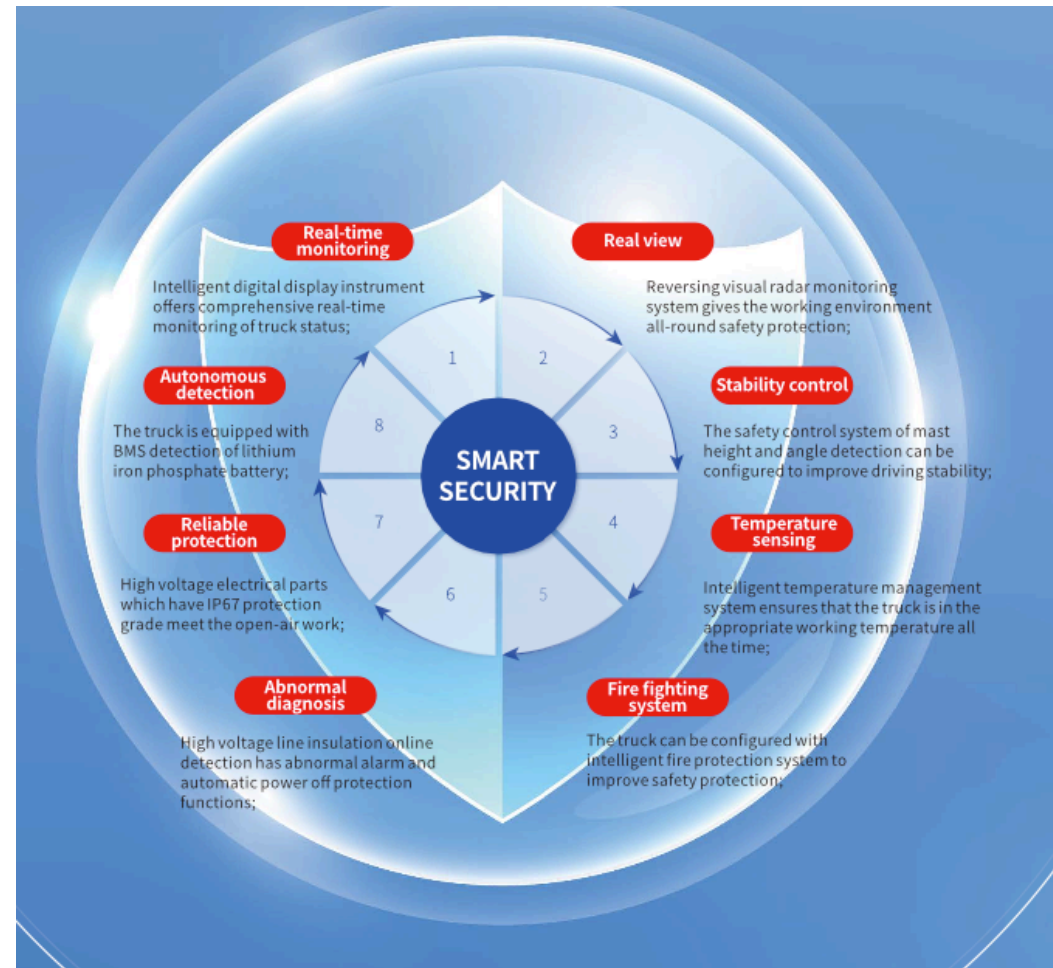 Real-time
monitoring
Intelligent digital display instrument
offers comprehensive real-time
monitoring of truck status;
Real view
Reversing visual radar monitoring
system gives the working environment
all-round safety protection;
Autonomous
detection
The truck is equipped with
BMS detection of lithium
iron phosphate battery;
Stability control
The safety control system of mast
height and angle detection can be
configured to improve driving stability;
Reliable
protection
High voltage electrical parts
which have IP67 protection
grade meet the open-air work;
Temperature
sensing
Intelligent temperature management
system ensures that the truck is in the
appropriate working temperature all
the time;
Abnormal
diagnosis
High voltage line insulation online
detection has abnormal alarm and
automatic power off protection
functions;
Fire fighting
system
The truck can be configured with
intelligent fire protection system to
improve safety protection;
1
2
3
4
5
6
7
8
SMART
SECURITY